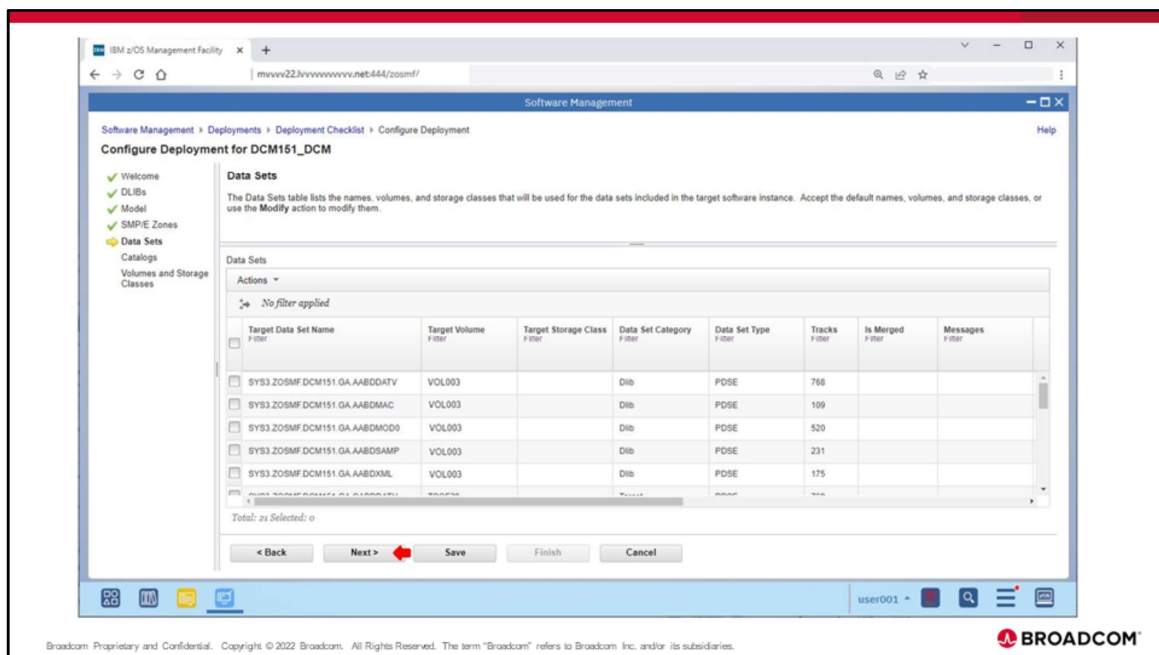 IBM z/OS Management Facility
mvvvv22.lvvvvvvvvvv.net:444/zosmf/
Software Management
Software Management Deployments Deployment Checklist Configure Deployment Help
Configure Deployment for DCM151_DCM
Welcome
DLIBs
Model
SMP/E Zones
Data Sets
Catalogs
Volumes and Storage
Classes
Data Sets
The Data Sets table lists the names, volumes, and storage classes that will be used for the data sets included in the target software instance. Accept the default names, volumes, and storage classes, or
use the Modify action to modify them.
Data Sets
Actions
No filter applied
Target Data Set Name Target Volume Target Storage Class Data Set Category Data Set Type Tracks Is Merged Messages
Filter Filter Filter Filter Filter Filter Filter Filter
SYS3.ZOSMF.DCM151.GA.AABDDATV VOL003 Dlib PDSE 768
SYS3.ZOSMF.DCM151.GA.AABDMAC VOL003 Dlib PDSE 109
SYS3.ZOSMF.DCM151.GA.AABDMOD0 VOL003 Dlib PDSE 520
SYS3.ZOSMF.DCM151.GA.AABDSAMP VOL003 Dlib PDSE 231
SYS3.ZOSMF.DCM151.GA.AABDXML VOL003 Dlib PDSE 175
Total: 21 Selected: 0
< Back Next > Save Finish Cancel
user001
Broadcom Proprietary and Confidential. Copyright © 2022 Broadcom. All Rights Reserved. The term "Broadcom" refers to Broadcom Inc. and/or its subsidiaries.
BROADCOM